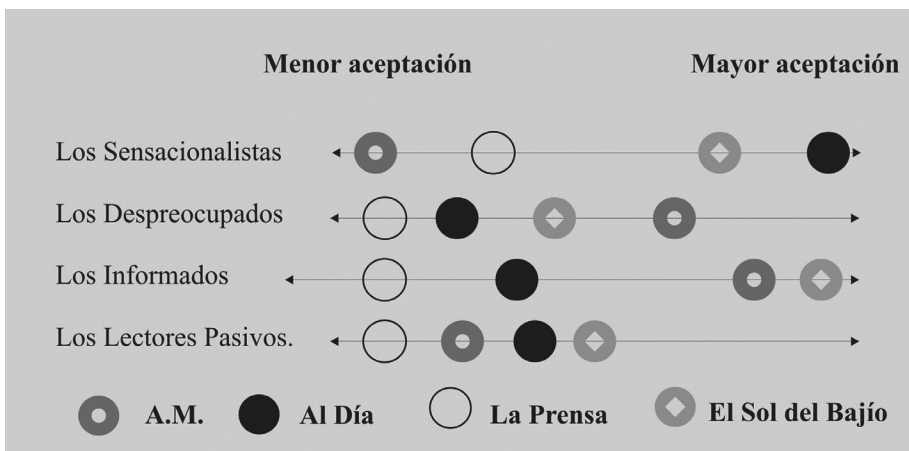 Menor aceptación Mayor aceptación
Los Sensacionalistas
Los Despreocupados
Los Informados
Los Lectores Pasivos.
A.M. Al Día La Prensa El Sol del Bajío